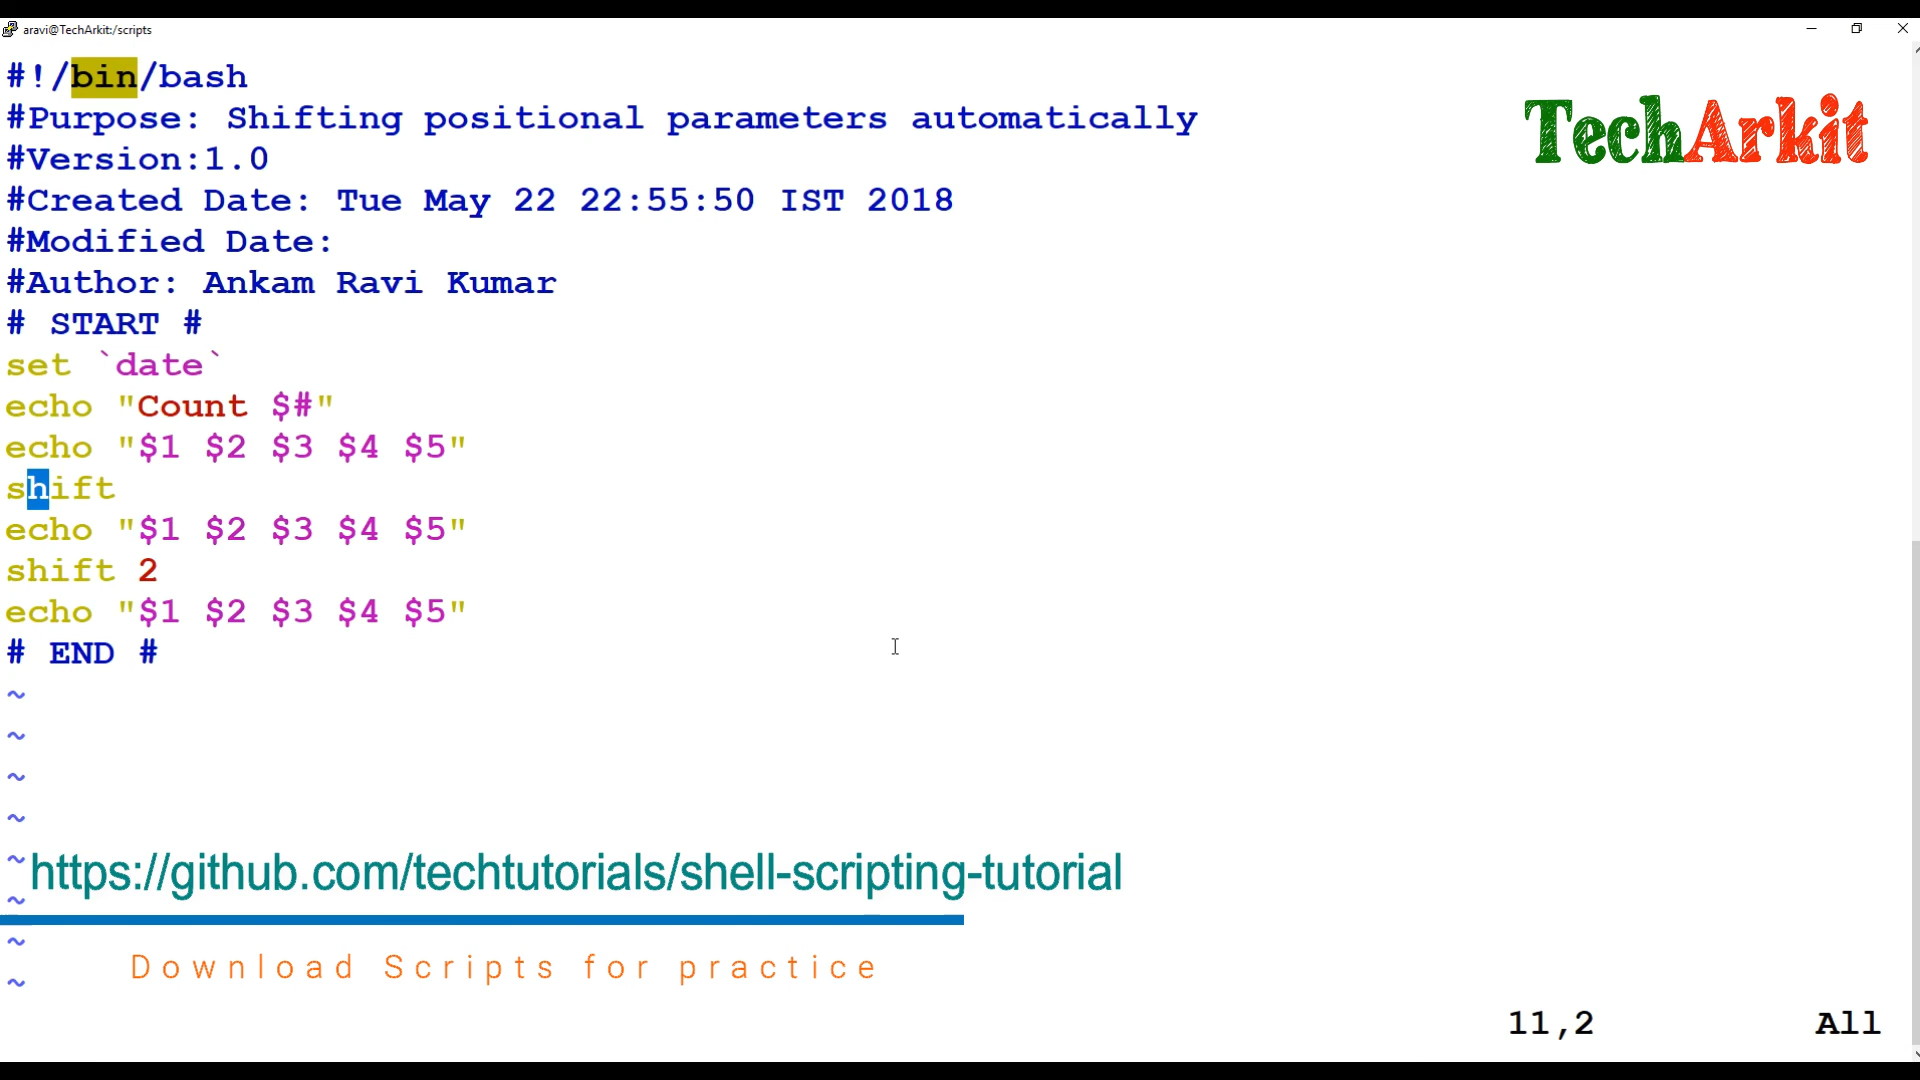 aravi@TechArkit:/scripts
#!/bin/bash
#Purpose: Shifting positional parameters automatically
#Version:1.0
#Created Date: Tue May 22 22:55:50 IST 2018
#Modified Date:
#Author: Ankam Ravi Kumar
# START #
set `date`
echo "Count $#"
echo "$1 $2 $3 $4 $5"
shift
echo "$1 $2 $3 $4 $5"
shift 2
echo "$1 $2 $3 $4 $5"
# END #
~
~
~
~
~
~
~
~
TechArkit
https://github.com/techtutorials/shell-scripting-tutorial
Download Scripts for practice
11,2 All